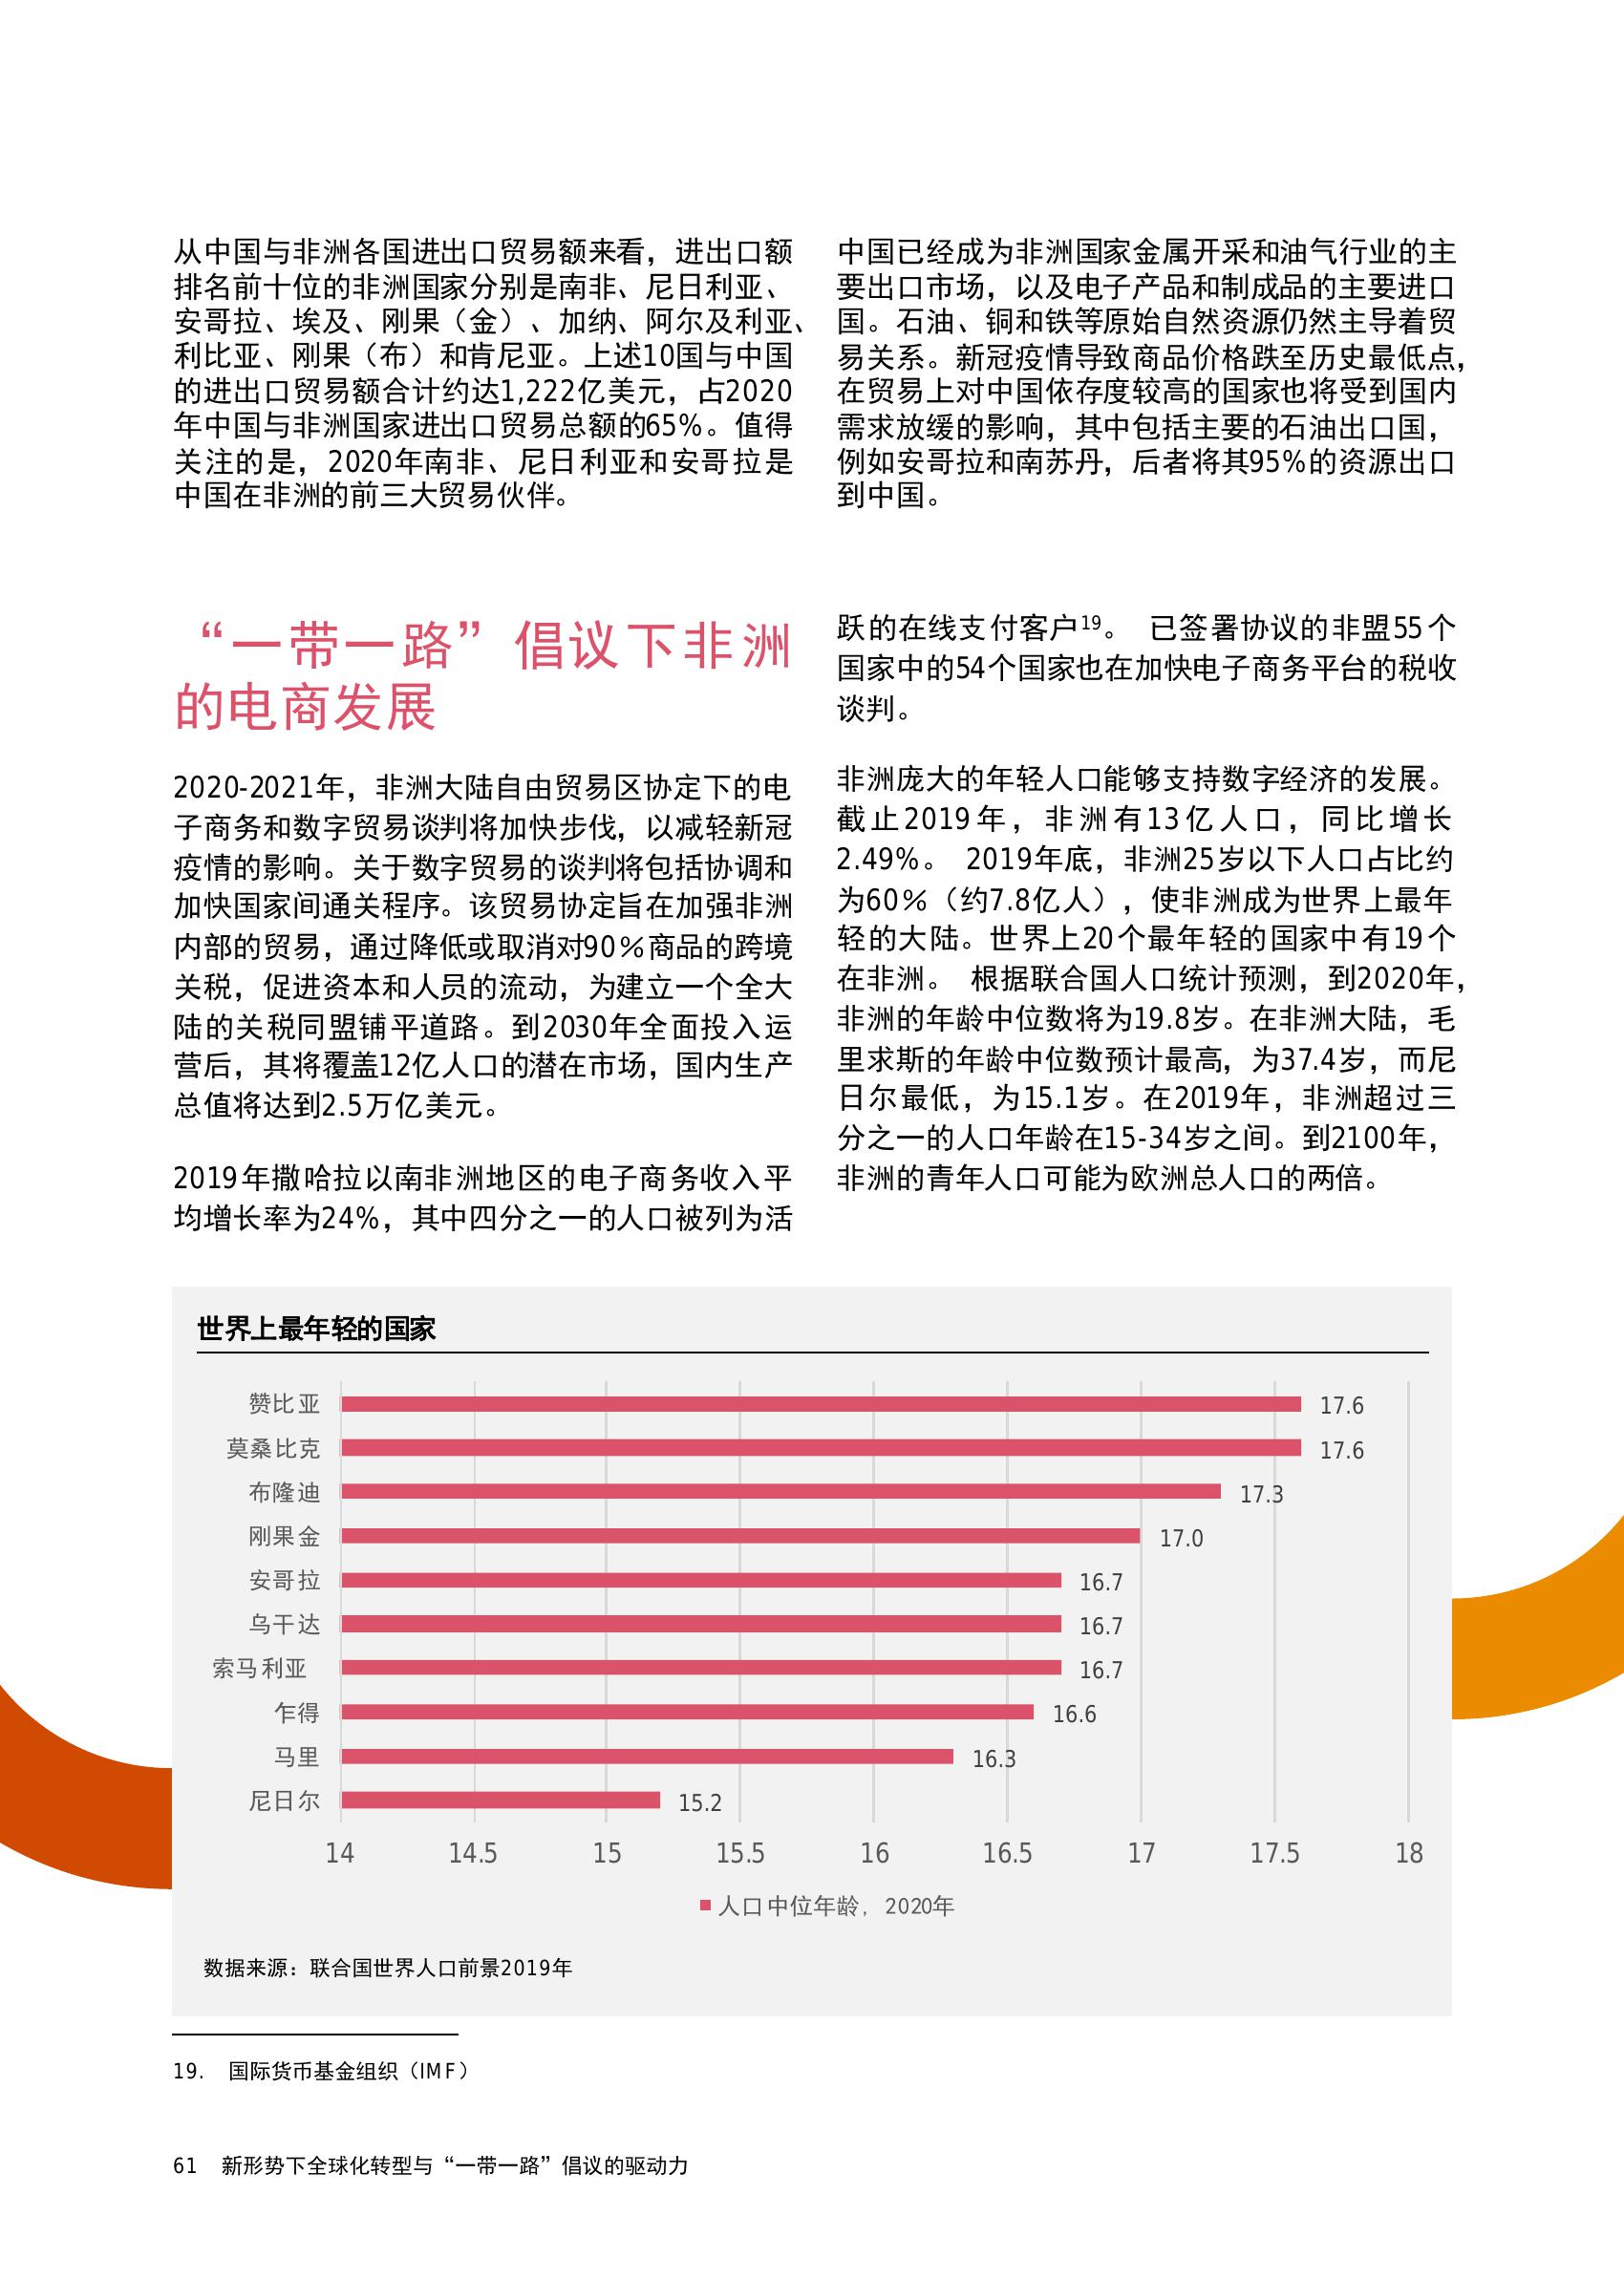 从中国与非洲各国进出口贸易额来看，进出口额
排名前十位的非洲国家分别是南非、尼日利亚、
安哥拉、埃及、刚果（金）、加纳、阿尔及利亚、
利比亚、刚果（布）和肯尼亚。上述10国与中国
的进出口贸易额合计约达1,222亿美元，占2020
年中国与非洲国家进出口贸易总额的65%。值得
关注的是，2020年南非、尼日利亚和安哥拉是
中国在非洲的前三大贸易伙伴。
中国已经成为非洲国家金属开采和油气行业的主
要出口市场，以及电子产品和制成品的主要进口
国。石油、铜和铁等原始自然资源仍然主导着贸
易关系。新冠疫情导致商品价格跌至历史最低点，
在贸易上对中国依存度较高的国家也将受到国内
需求放缓的影响，其中包括主要的石油出口国，
例如安哥拉和南苏丹，后者将其95%的资源出口
到中国。
“一带一路”倡议下非洲
的电商发展
2020-2021年，非洲大陆自由贸易区协定下的电
子商务和数字贸易谈判将加快步伐，以减轻新冠
疫情的影响。关于数字贸易的谈判将包括协调和
加快国家间通关程序。该贸易协定旨在加强非洲
内部的贸易，通过降低或取消对90%商品的跨境
关税，促进资本和人员的流动，为建立一个全大
陆的关税同盟铺平道路。到2030年全面投入运
营后，其将覆盖12亿人口的潜在市场，国内生产
总值将达到2.5万亿美元。
2019年撒哈拉以南非洲地区的电子商务收入平
均增长率为24%，其中四分之一的人口被列为活
跃的在线支付客户19。 已签署协议的非盟55个
国家中的54个国家也在加快电子商务平台的税收
谈判。
非洲庞大的年轻人口能够支持数字经济的发展。
截止2019年，非洲有13亿人口，同比增长
2.49%。 2019年底，非洲25岁以下人口占比约
为60%（约7.8亿人），使非洲成为世界上最年
轻的大陆。世界上20个最年轻的国家中有19个
在非洲。 根据联合国人口统计预测，到2020年，
非洲的年龄中位数将为19.8岁。在非洲大陆，毛
里求斯的年龄中位数预计最高，为37.4岁，而尼
日尔最低，为15.1岁。在2019年，非洲超过三
分之一的人口年龄在15-34岁之间。到2100年，
非洲的青年人口可能为欧洲总人口的两倍。
世界上最年轻的国家
赞比亚 17.6
莫桑比克 17.6
布隆迪 17.3
刚果金 17.0
安哥拉 16.7
乌干达 16.7
索马利亚 16.7
乍得 16.6
马里 16.3
尼日尔 15.2
14 14.5 15 15.5 16 16.5 17 17.5 18
人口中位年龄，2020年
数据来源：联合国世界人口前景2019年
19. 国际货币基金组织（IMF）
61 新形势下全球化转型与“一带一路”倡议的驱动力